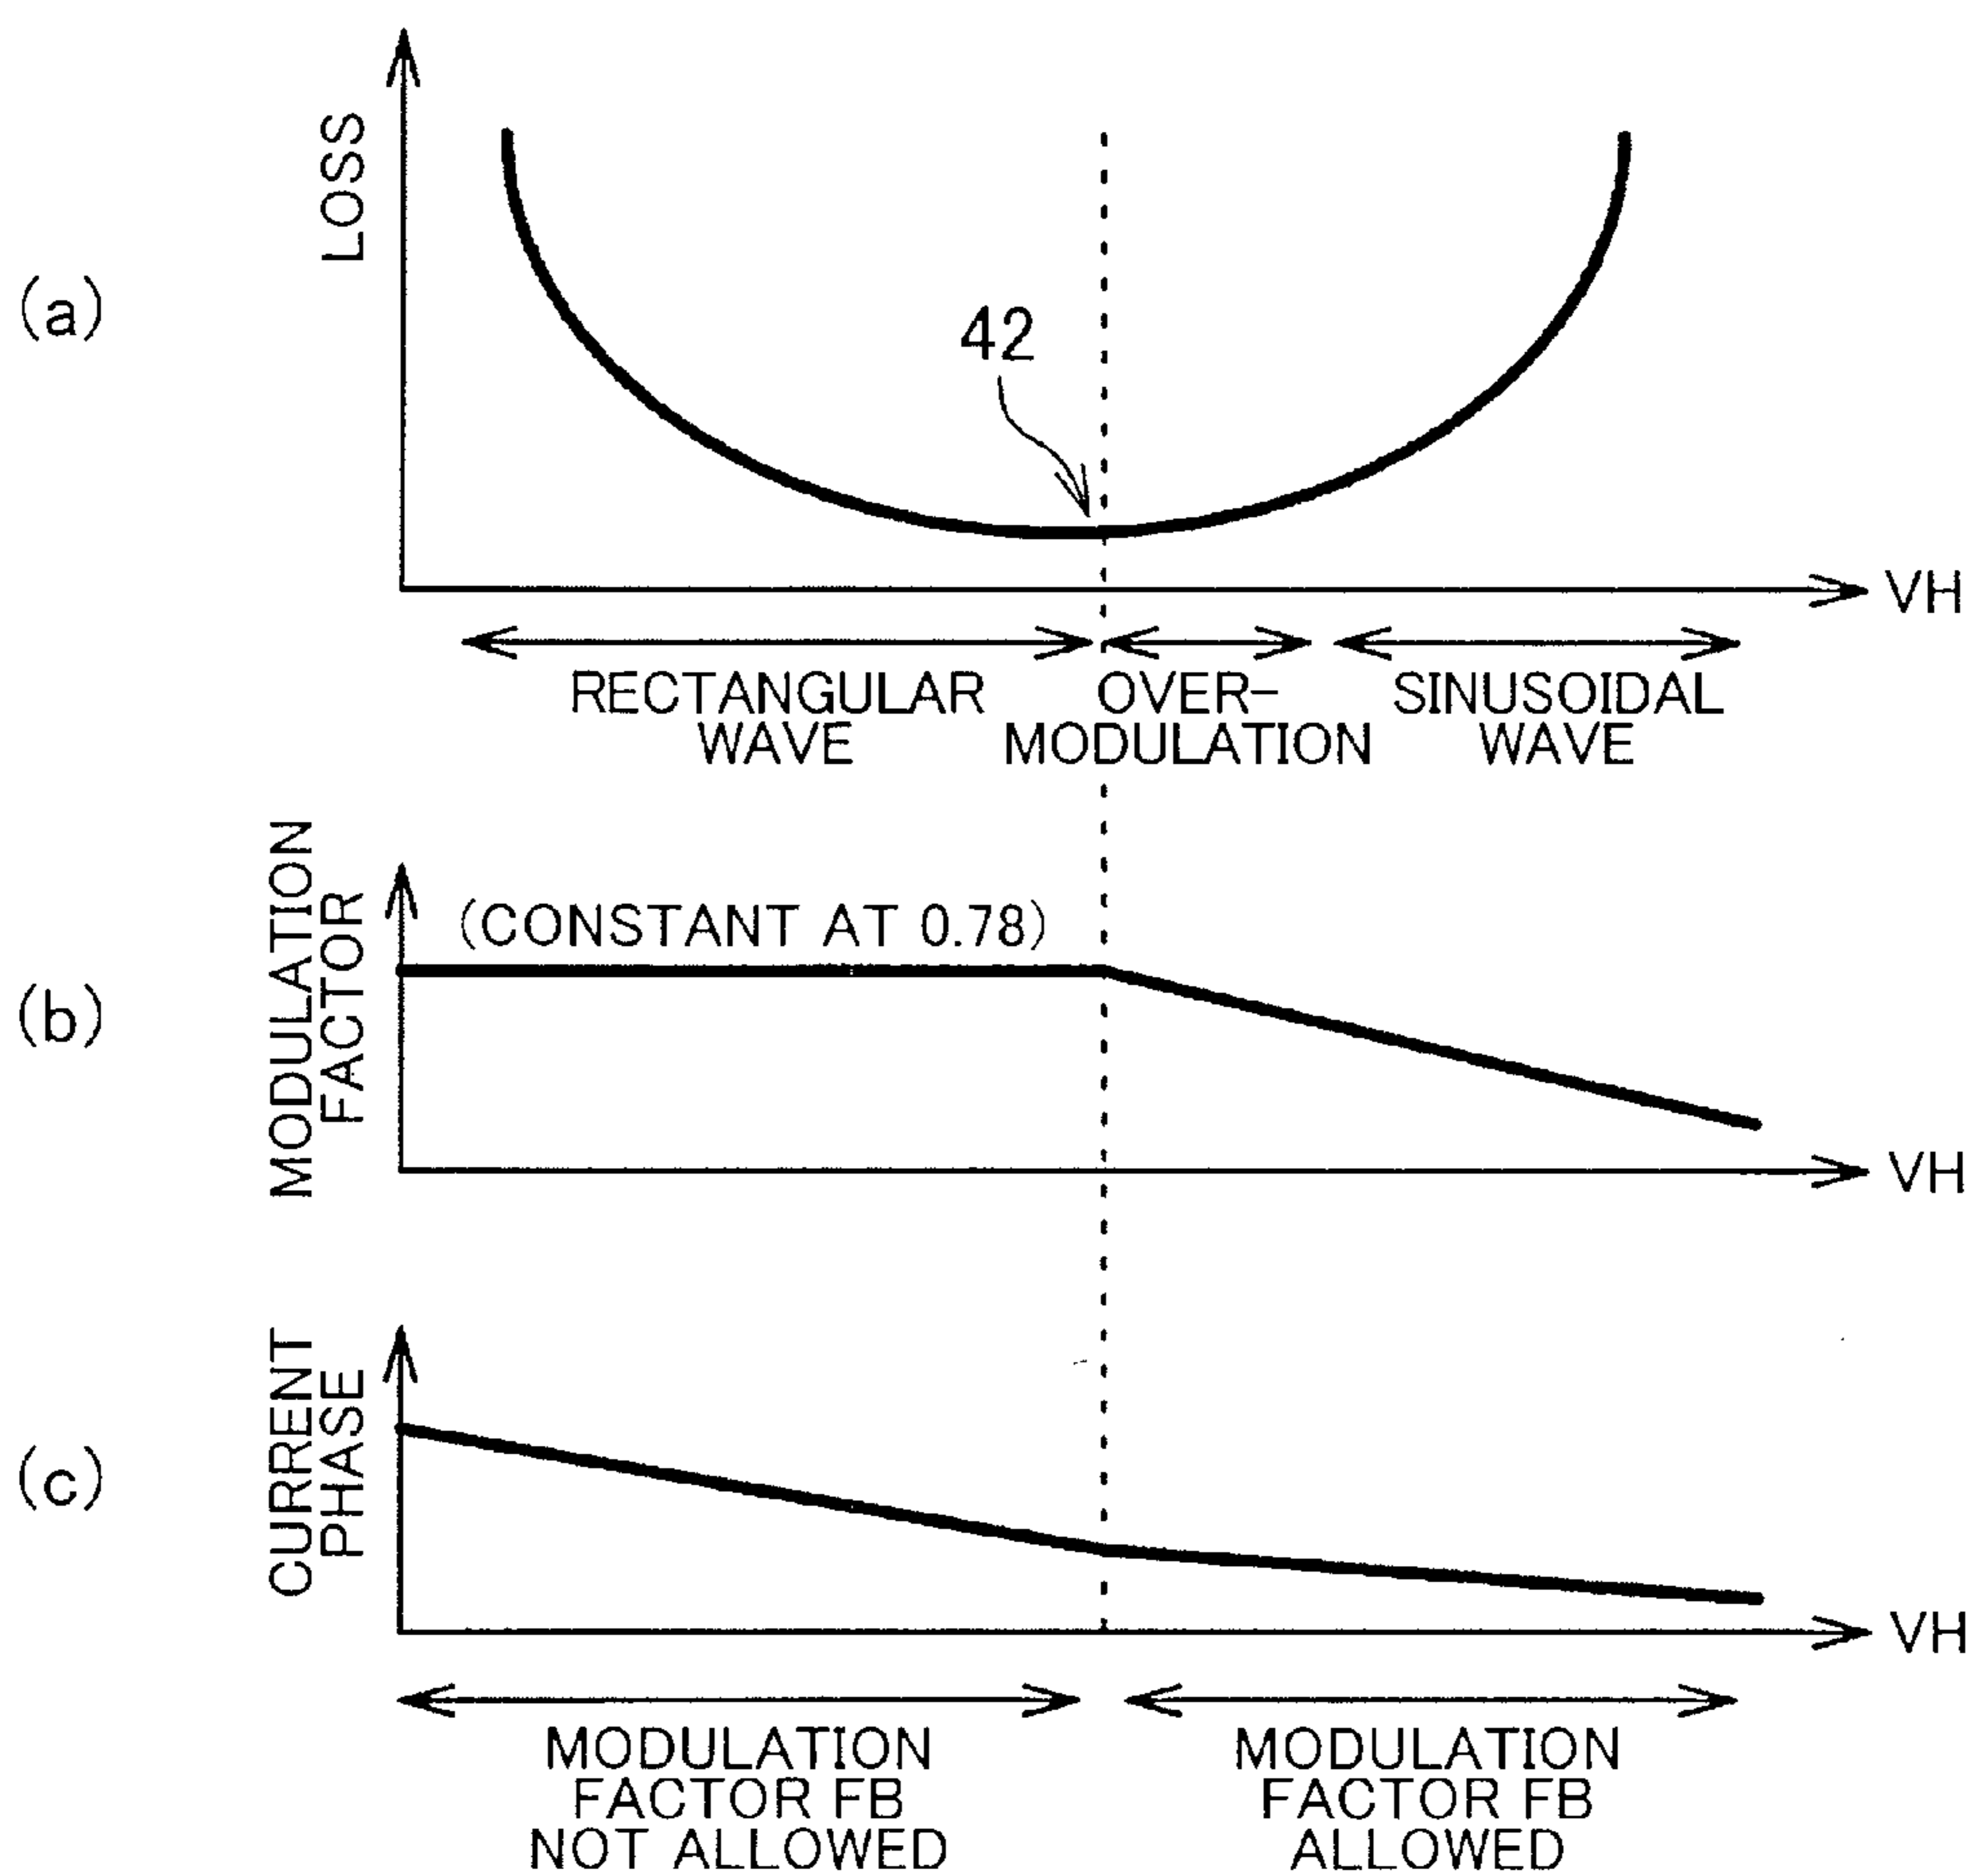 (a)
LOSS
42
VH
RECTANGULAR
WAVE
OVER-
MODULATION
SINUSOIDAL
WAVE
(b)
MODULATION
FACTOR
(CONSTANT AT 0.78)
VH
(c)
CURRENT
PHASE
VH
MODULATION
FACTOR FB
NOT ALLOWED
MODULATION
FACTOR FB
ALLOWED